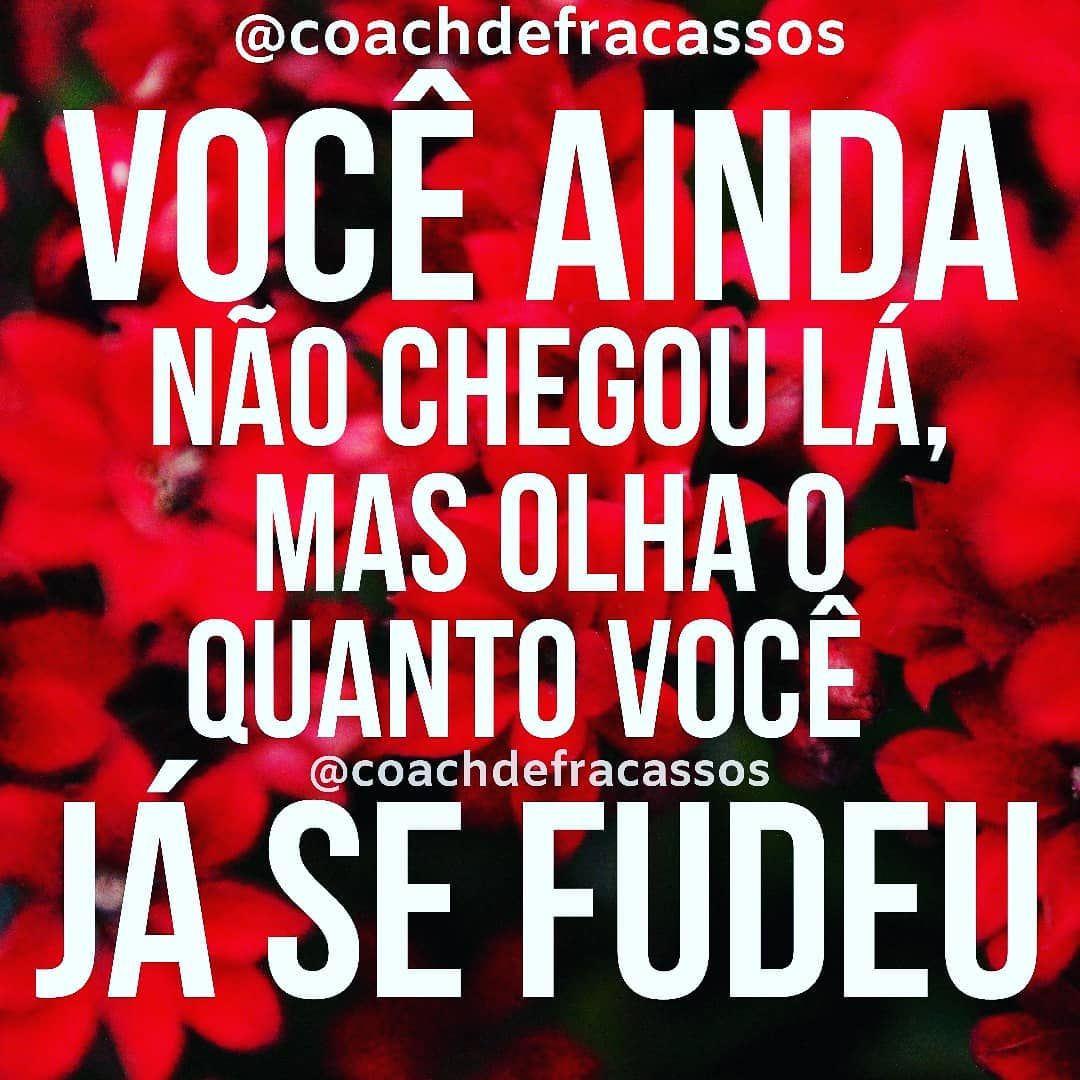 @coachdefracassos
VOCÊ AINDA
NÃO CHEGOU LÁ,
MAS OLHA O
QUANTO VOCÊ
@coachdefracassos
JÁ SE FUDEU